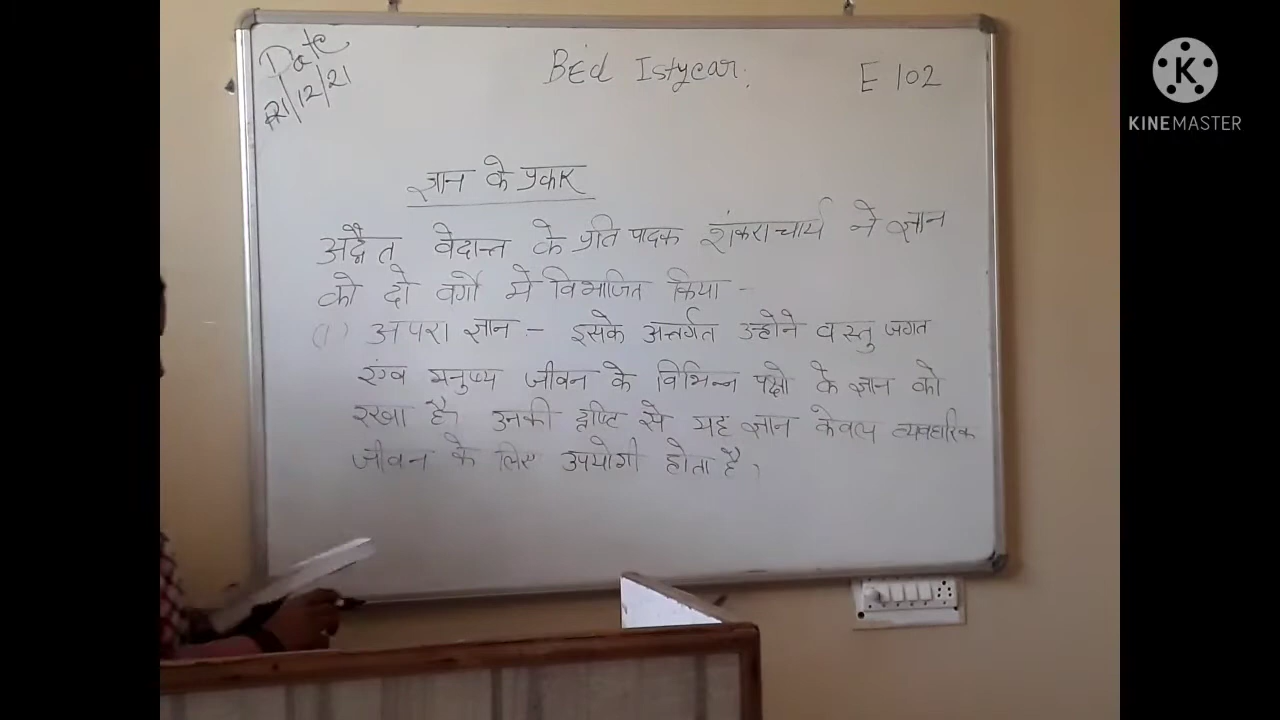 Date
21/12/21
BEd Istyear.
E 102
ज्ञान के प्रकार
अद्वैत वेदान्त के प्रति पादक शंकराचार्य ने ज्ञान
को दो वर्गों में विभाजित किया -
(1) अपरा ज्ञान - इसके अन्तर्गत उन्होने वस्तु जगत
एंव मनुष्य जीवन के विभिन्न पक्षो के ज्ञान को
रखा है। उनकी दृष्टि से यह ज्ञान केवल व्यवहारिक
जीवन के लिए उपयोगी होता है।
KINEMASTER